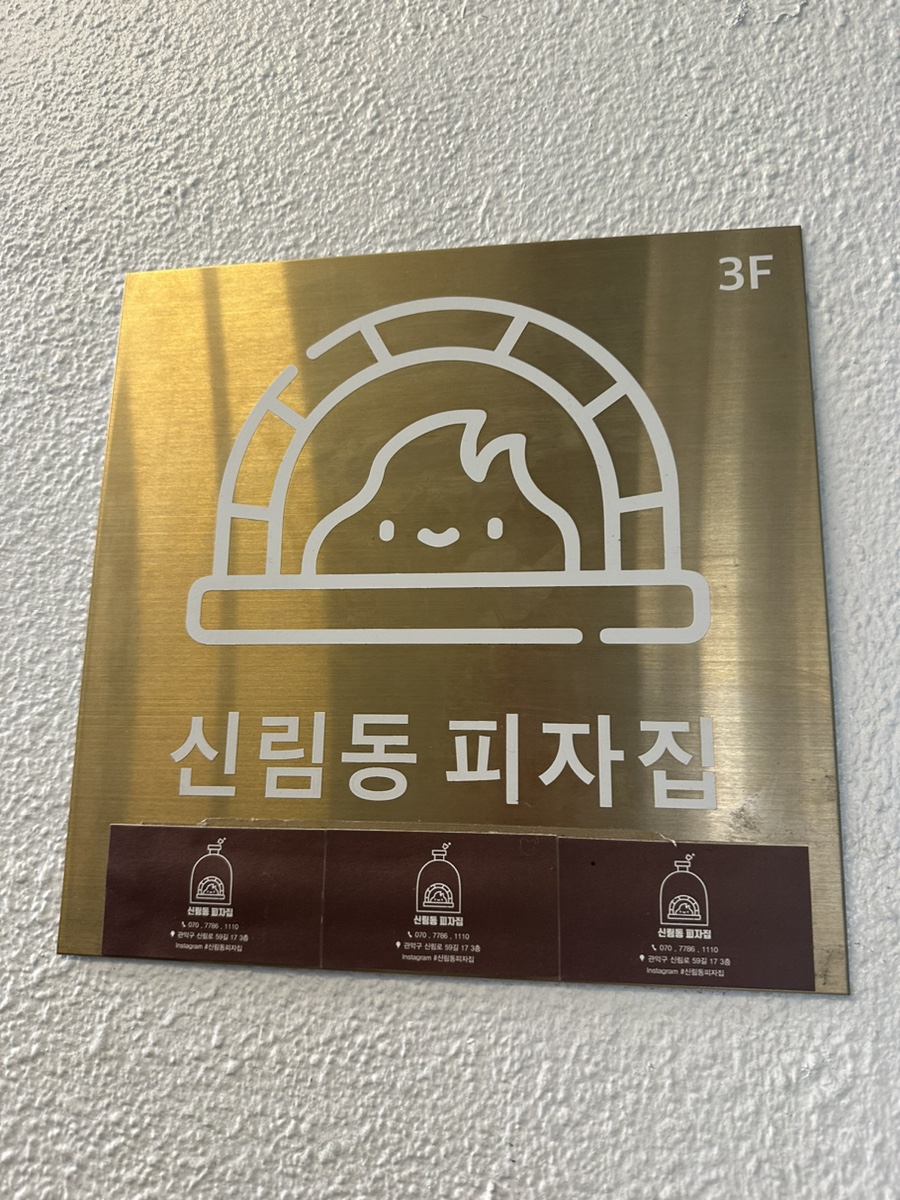 3F
신림동 피자집
신림동 피자집
070 . 7786 . 1110
관악구 신림로 59길 17 3층
Instagram #신림동피자집
신림동 피자집
070 . 7786 . 1110
관악구 신림로 59길 17 3층
Instagram #신림동피자집
신림동 피자집
070 . 7786 . 1110
관악구 신림로 59길 17 3층
Instagram #신림동피자집